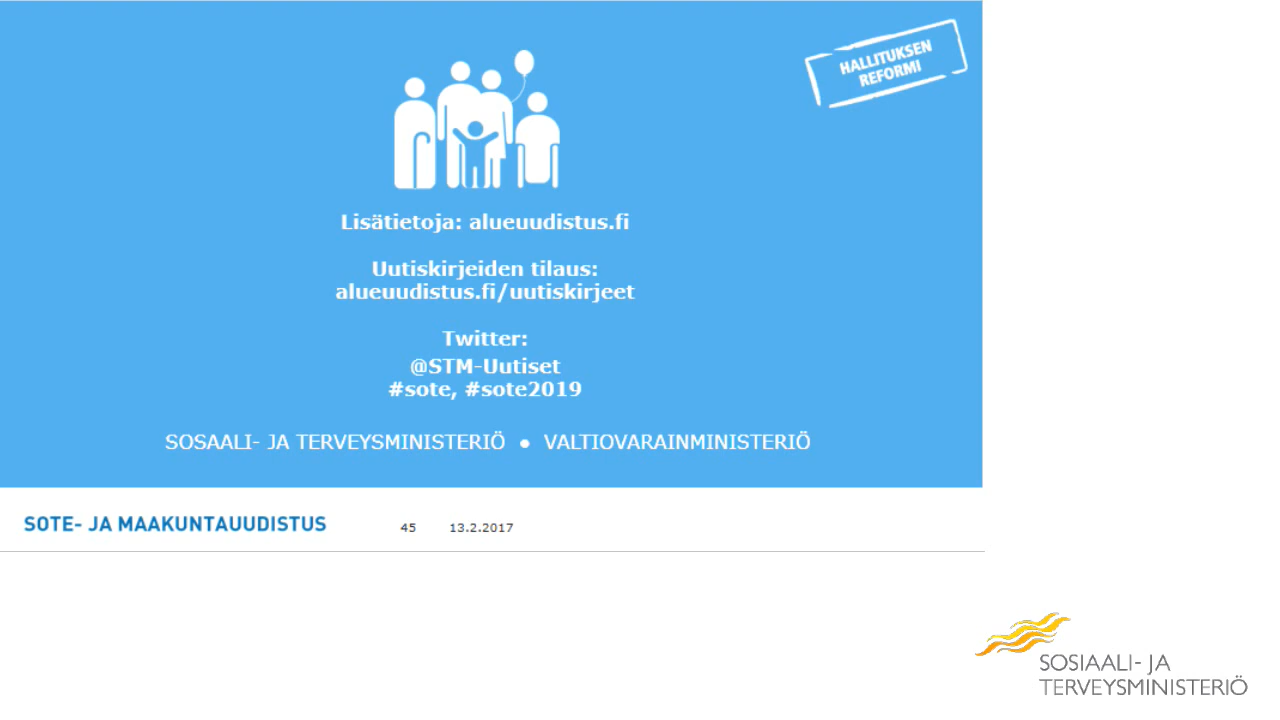 HALLITUKSEN
REFORMI
Lisätietoja: alueuudistus.fi
Uutiskirjeiden tilaus:
alueuudistus.fi/uutiskirjeet
Twitter:
@STM-Uutiset
#sote, #sote2019
SOSAALI- JA TERVEYSMINISTERIÖ ● VALTIOVARAINMINISTERIÖ
SOTE- JA MAAKUNTAUUDISTUS 45 13.2.2017
SOSIAALI- JA
TERVEYSMINISTERIÖ